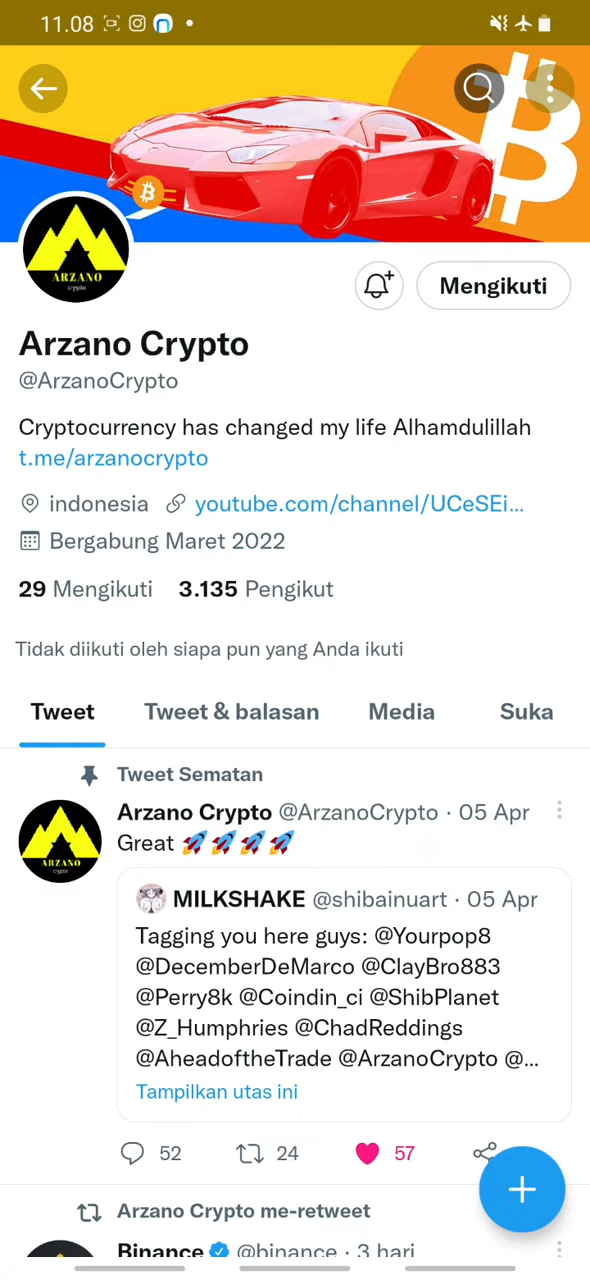 11.08
ARZANO
crypto
Mengikuti
Arzano Crypto
@ArzanoCrypto
Cryptocurrency has changed my life Alhamdulillah
t.me/arzanocrypto
indonesia youtube.com/channel/UCeSEi...
Bergabung Maret 2022
29 Mengikuti 3.135 Pengikut
Tidak diikuti oleh siapa pun yang Anda ikuti
Tweet Tweet & balasan Media Suka
Tweet Sematan
Arzano Crypto @ArzanoCrypto · 05 Apr
Great 🚀🚀🚀🚀
ARZANO
crypto
MILKSHAKE @shibainuart · 05 Apr
Tagging you here guys: @Yourpop8
@DecemberDeMarco @ClayBro883
@Perry8k @Coindin_ci @ShibPlanet
@Z_Humphries @ChadReddings
@AheadoftheTrade @ArzanoCrypto @...
Tampilkan utas ini
52 24 57
Arzano Crypto me-retweet
Binance @binance · 3 hari